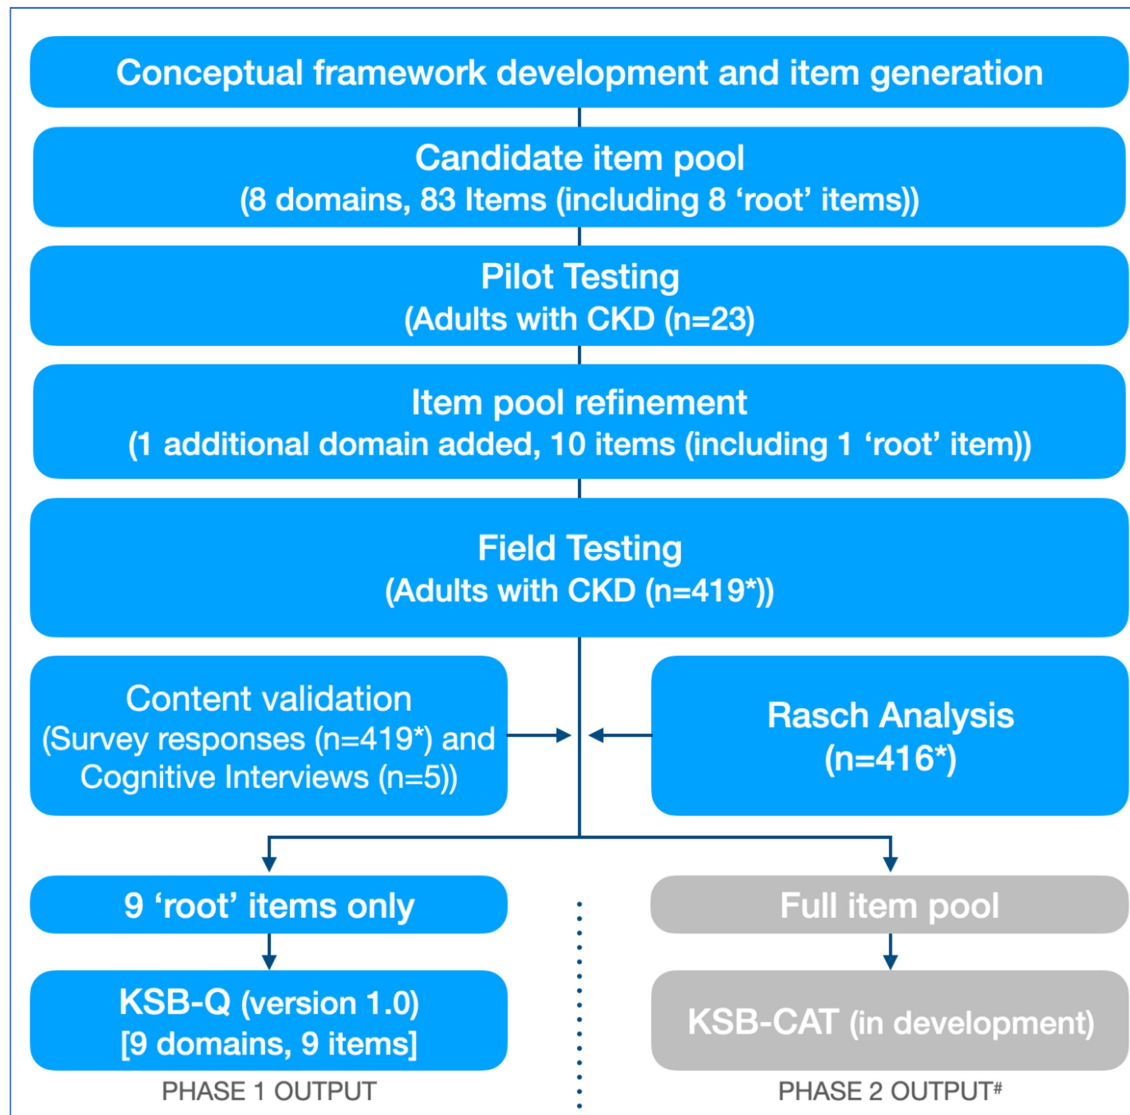 Conceptual framework development and item generation
Candidate item pool
(8 domains, 83 Items (including 8 ‘root’ items))
Pilot Testing
(Adults with CKD (n=23)
Item pool refinement
(1 additional domain added, 10 items (including 1 ‘root’ item))
Field Testing
(Adults with CKD (n=419*))
Content validation
(Survey responses (n=419*) and
Cognitive Interviews (n=5))
Rasch Analysis
(n=416*)
9 ‘root’ items only
Full item pool
KSB-Q (version 1.0)
[9 domains, 9 items]
KSB-CAT (in development)
PHASE 1 OUTPUT
PHASE 2 OUTPUT#